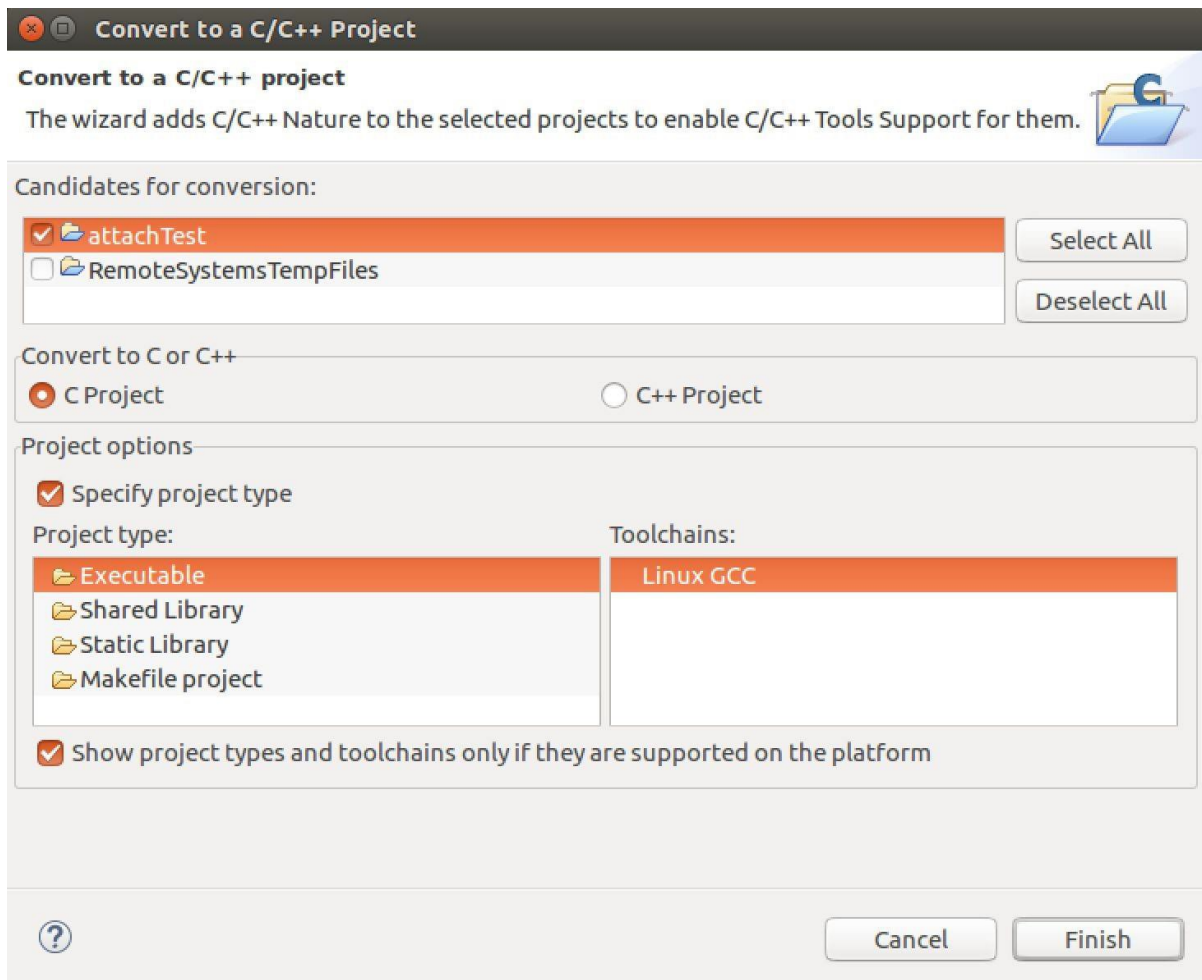 Convert to a C/C++ Project
Convert to a C/C++ project
The wizard adds C/C++ Nature to the selected projects to enable C/C++ Tools Support for them.
Candidates for conversion:
attachTest
RemoteSystemsTempFiles
Select All
Deselect All
Convert to C or C++
C Project
C++ Project
Project options
Specify project type
Project type:
Toolchains:
Executable
Linux GCC
Shared Library
Static Library
Makefile project
Show project types and toolchains only if they are supported on the platform
Cancel
Finish